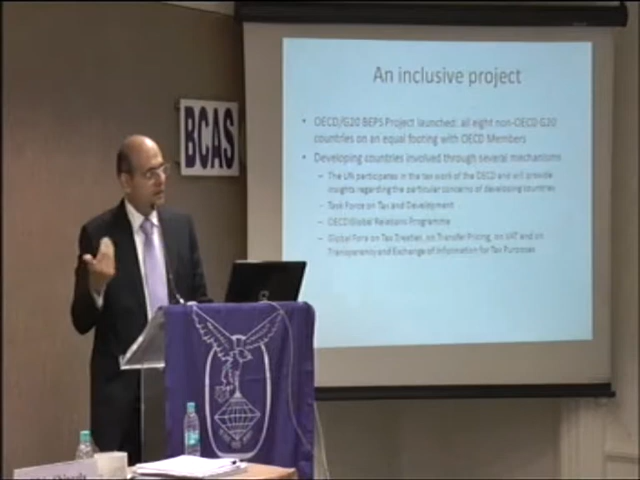 An inclusive project
BCAS
• OECD/G20 BEPS Project launched: all eight non-OECD G20
countries on an equal footing with OECD Members
• Developing countries involved through several mechanisms
– The UN participates in the tax work of the OECD and will provide
insights regarding the particular concerns of developing countries
– Task Force on Tax and Development
– OECD Global Relations Programme
– Global Fora on Tax Treaties, on Transfer Pricing, on VAT and on
Transparency and Exchange of Information for Tax Purposes